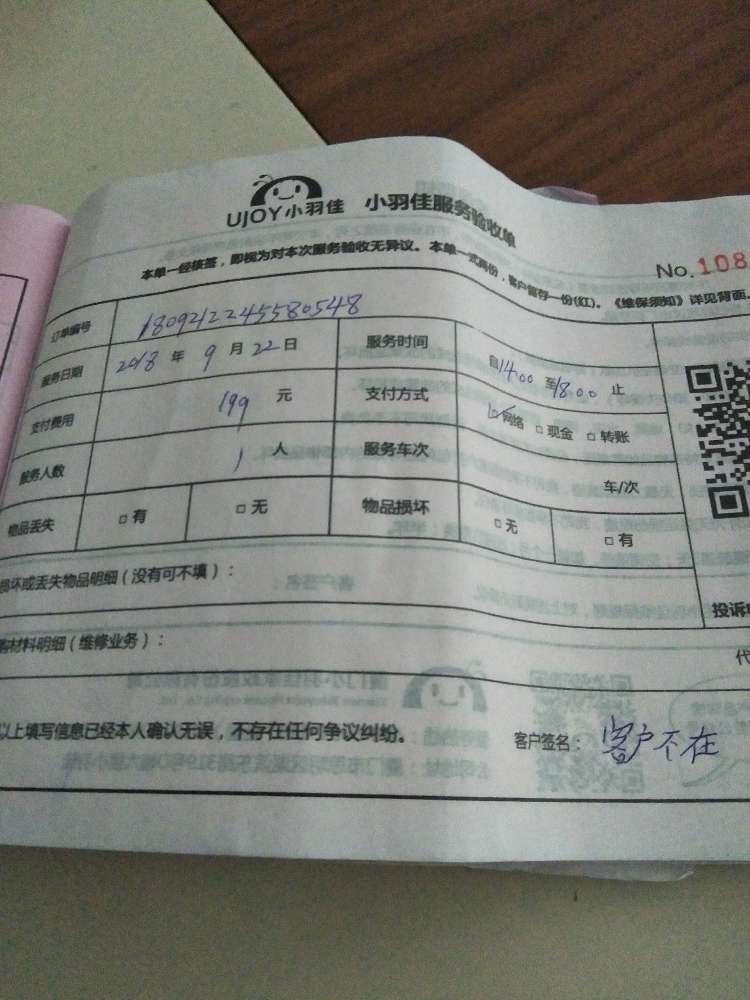 UJOY小羽佳 小羽佳服务验收单
No.108
本单一经核签，即视为对本次服务验收无异议。本单一式两份，客户留存一份(红)。《维保须知》详见背面。
订单编号 180921224558054８
服务日期 2018 年 9 月 22 日 服务时间 自14:00 至18:00 止
支付费用 199 元 支付方式 ☑网络 □现金 □转账
服务人数 1 人 服务车次 车/次
物品丢失 □有 □无 物品损坏 □无 □有
损坏或丢失物品明细（没有可不填）：
材料明细（维修业务）：
投诉
以上填写信息已经本人确认无误，不存在任何争议纠纷。 客户签名：客户不在